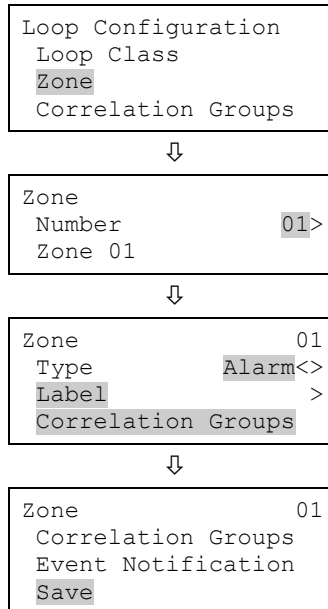 Loop Configuration
Loop Class
Zone
Correlation Groups
⇩
Zone
Number 01>
Zone 01
⇩
Zone 01
Type Alarm<>
Label >
Correlation Groups
⇩
Zone 01
Correlation Groups
Event Notification
Save